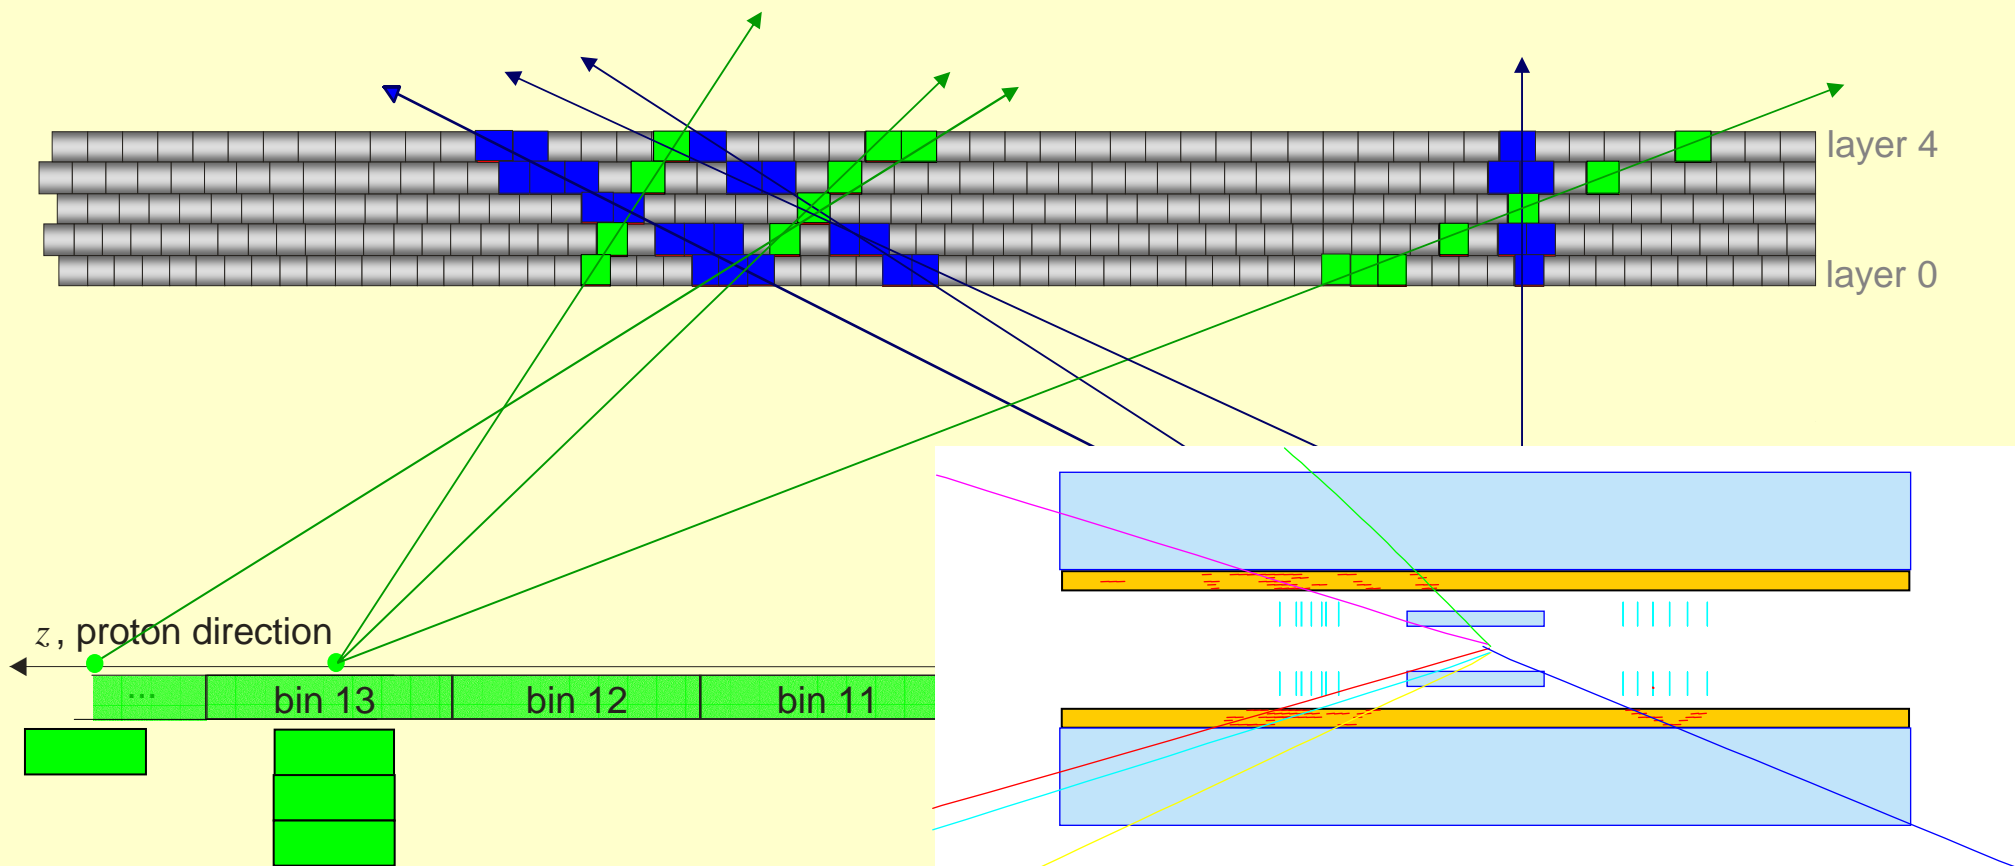 layer 4
layer 0
z , proton direction
... bin 13 bin 12 bin 11